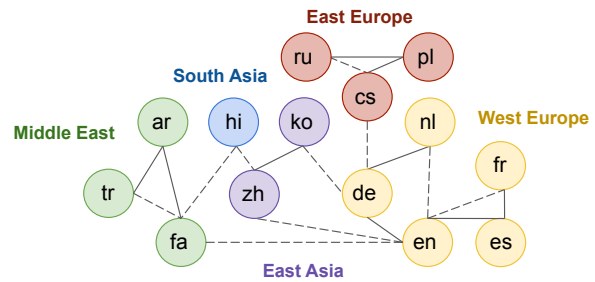 East Europe
ru
pl
South Asia
cs
Middle East
ar
hi
ko
nl
West Europe
fr
tr
zh
de
fa
en
es
East Asia